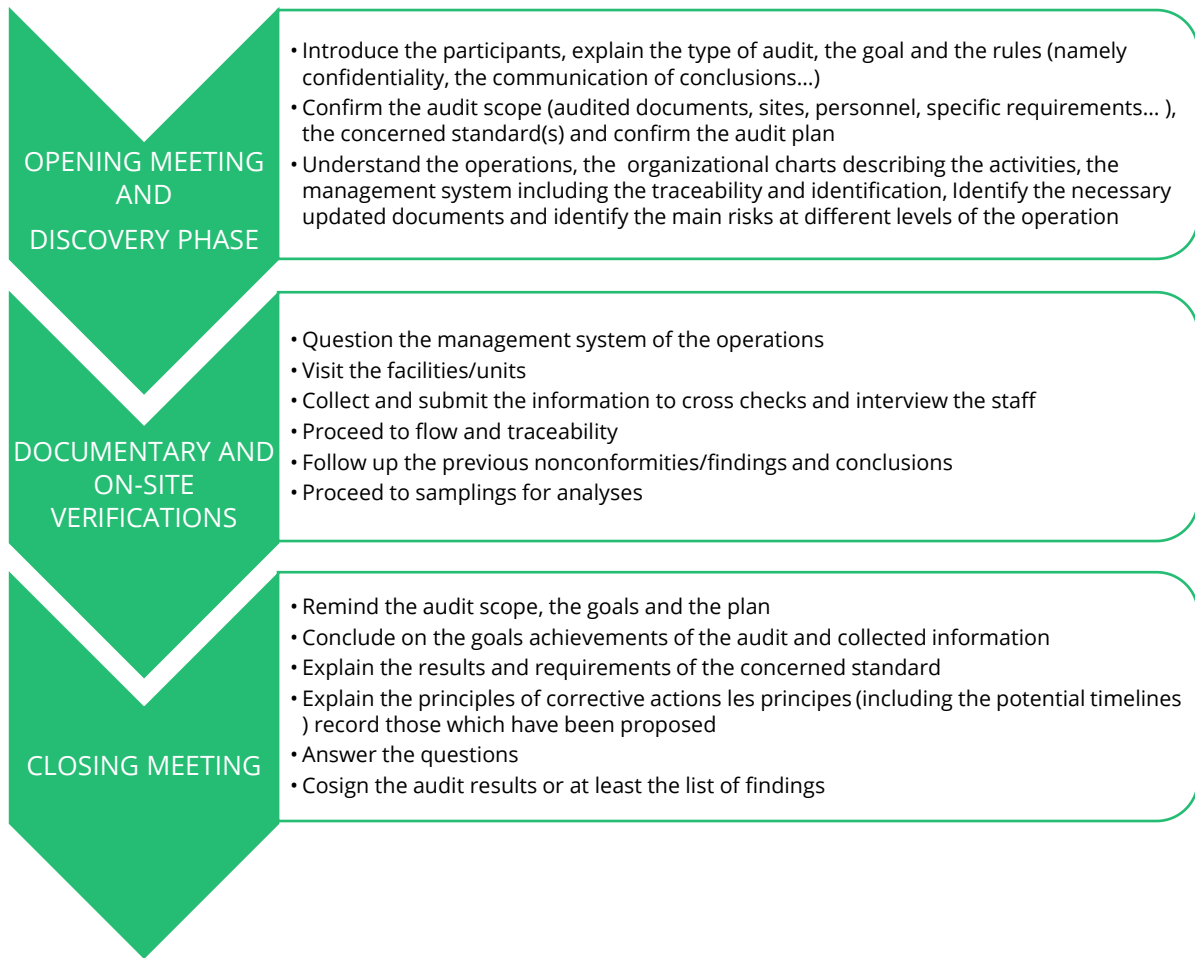 OPENING MEETING
AND
DISCOVERY PHASE
• Introduce the participants, explain the type of audit, the goal and the rules (namely
confidentiality, the communication of conclusions...)
• Confirm the audit scope (audited documents, sites, personnel, specific requirements... ),
the concerned standard(s) and confirm the audit plan
• Understand the operations, the  organizational charts describing the activities, the
management system including the traceability and identification, Identify the necessary
updated documents and identify the main risks at different levels of the operation
DOCUMENTARY AND
ON-SITE
VERIFICATIONS
• Question the management system of the operations
• Visit the facilities/units
• Collect and submit the information to cross checks and interview the staff
• Proceed to flow and traceability
• Follow up the previous nonconformities/findings and conclusions
• Proceed to samplings for analyses
CLOSING MEETING
• Remind the audit scope, the goals and the plan
• Conclude on the goals achievements of the audit and collected information
• Explain the results and requirements of the concerned standard
• Explain the principles of corrective actions les principes (including the potential timelines
) record those which have been proposed
• Answer the questions
• Cosign the audit results or at least the list of findings